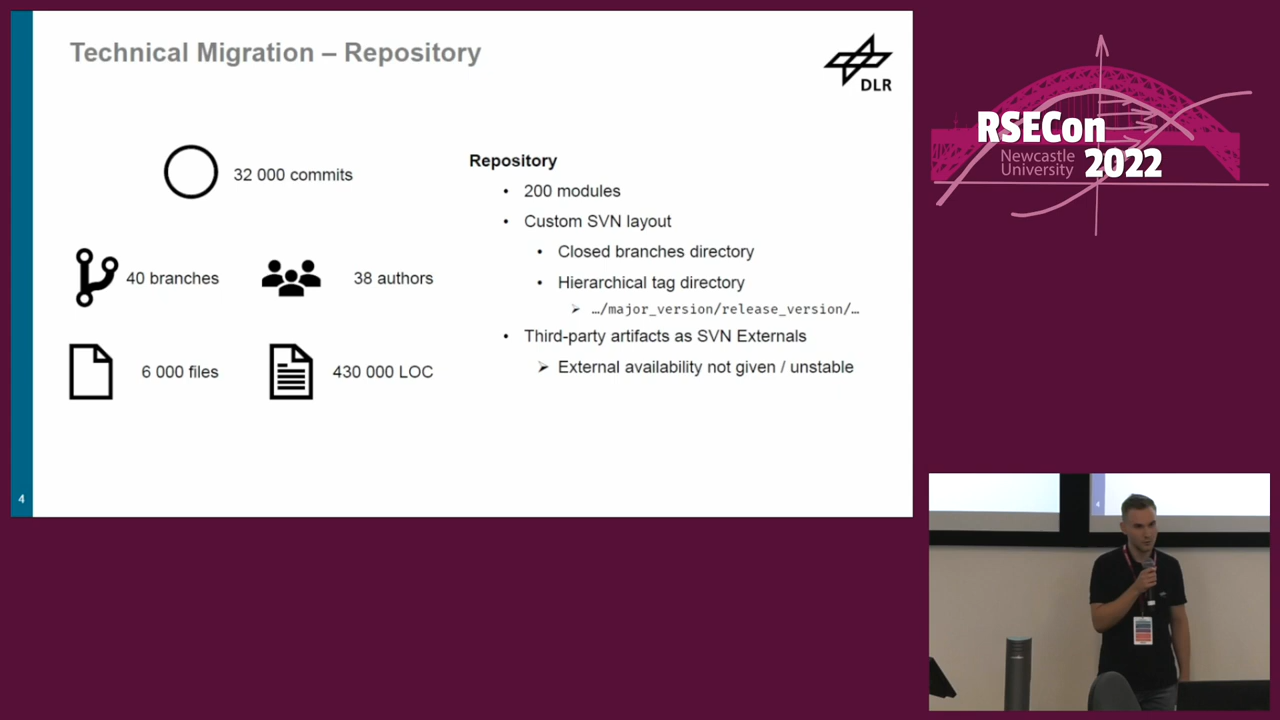 Technical Migration – Repository
DLR
32 000 commits
40 branches
38 authors
6 000 files
430 000 LOC
Repository
• 200 modules
• Custom SVN layout
• Closed branches directory
• Hierarchical tag directory
➢ …/major_version/release_version/…
• Third-party artifacts as SVN Externals
➢ External availability not given / unstable
4
RSECon
Newcastle
University
2022
4